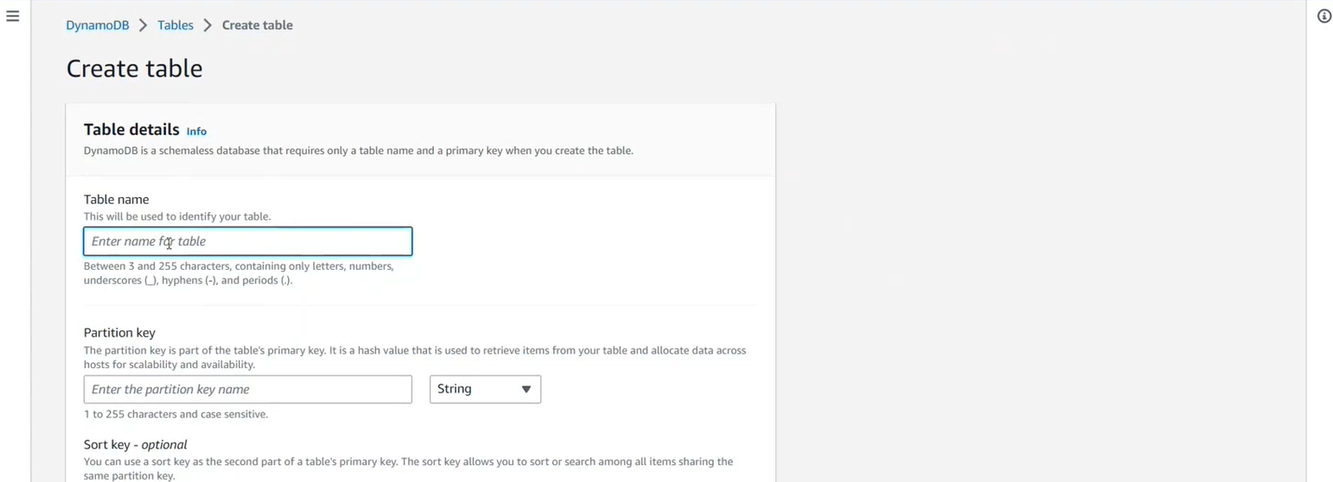 DynamoDB > Tables > Create table
Create table
Table details Info
DynamoDB is a schemaless database that requires only a table name and a primary key when you create the table.
Table name
This will be used to identify your table.
Enter name for table
Between 3 and 255 characters, containing only letters, numbers,
underscores (_), hyphens (-), and periods (.).
Partition key
The partition key is part of the table's primary key. It is a hash value that is used to retrieve items from your table and allocate data across
hosts for scalability and availability.
Enter the partition key name String
1 to 255 characters and case sensitive.
Sort key - optional
You can use a sort key as the second part of a table's primary key. The sort key allows you to sort or search among all items sharing the
same partition key.